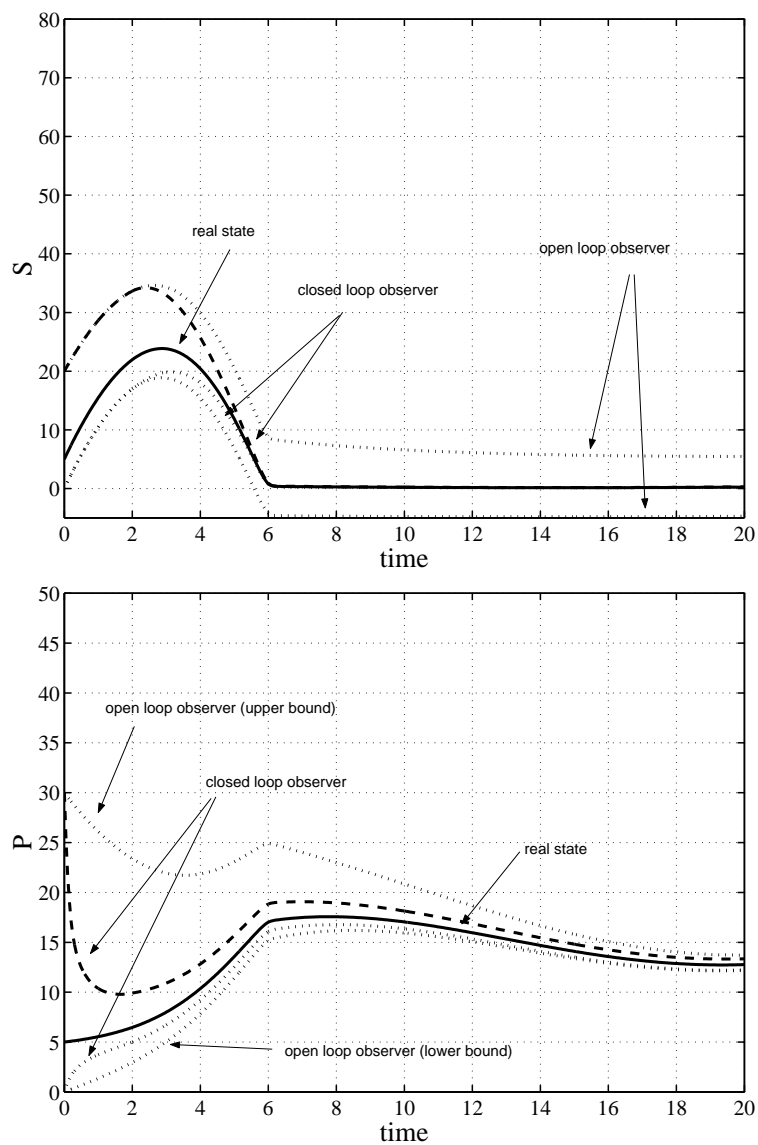 80
70
60
50
40
30
20
10
0
S
real state
open loop observer
closed loop observer
0 2 4 6 8 10 12 14 16 18 20
time
50
45
40
35
30
25
20
15
10
5
0
P
open loop observer (upper bound)
closed loop observer
real state
open loop observer (lower bound)
0 2 4 6 8 10 12 14 16 18 20
time